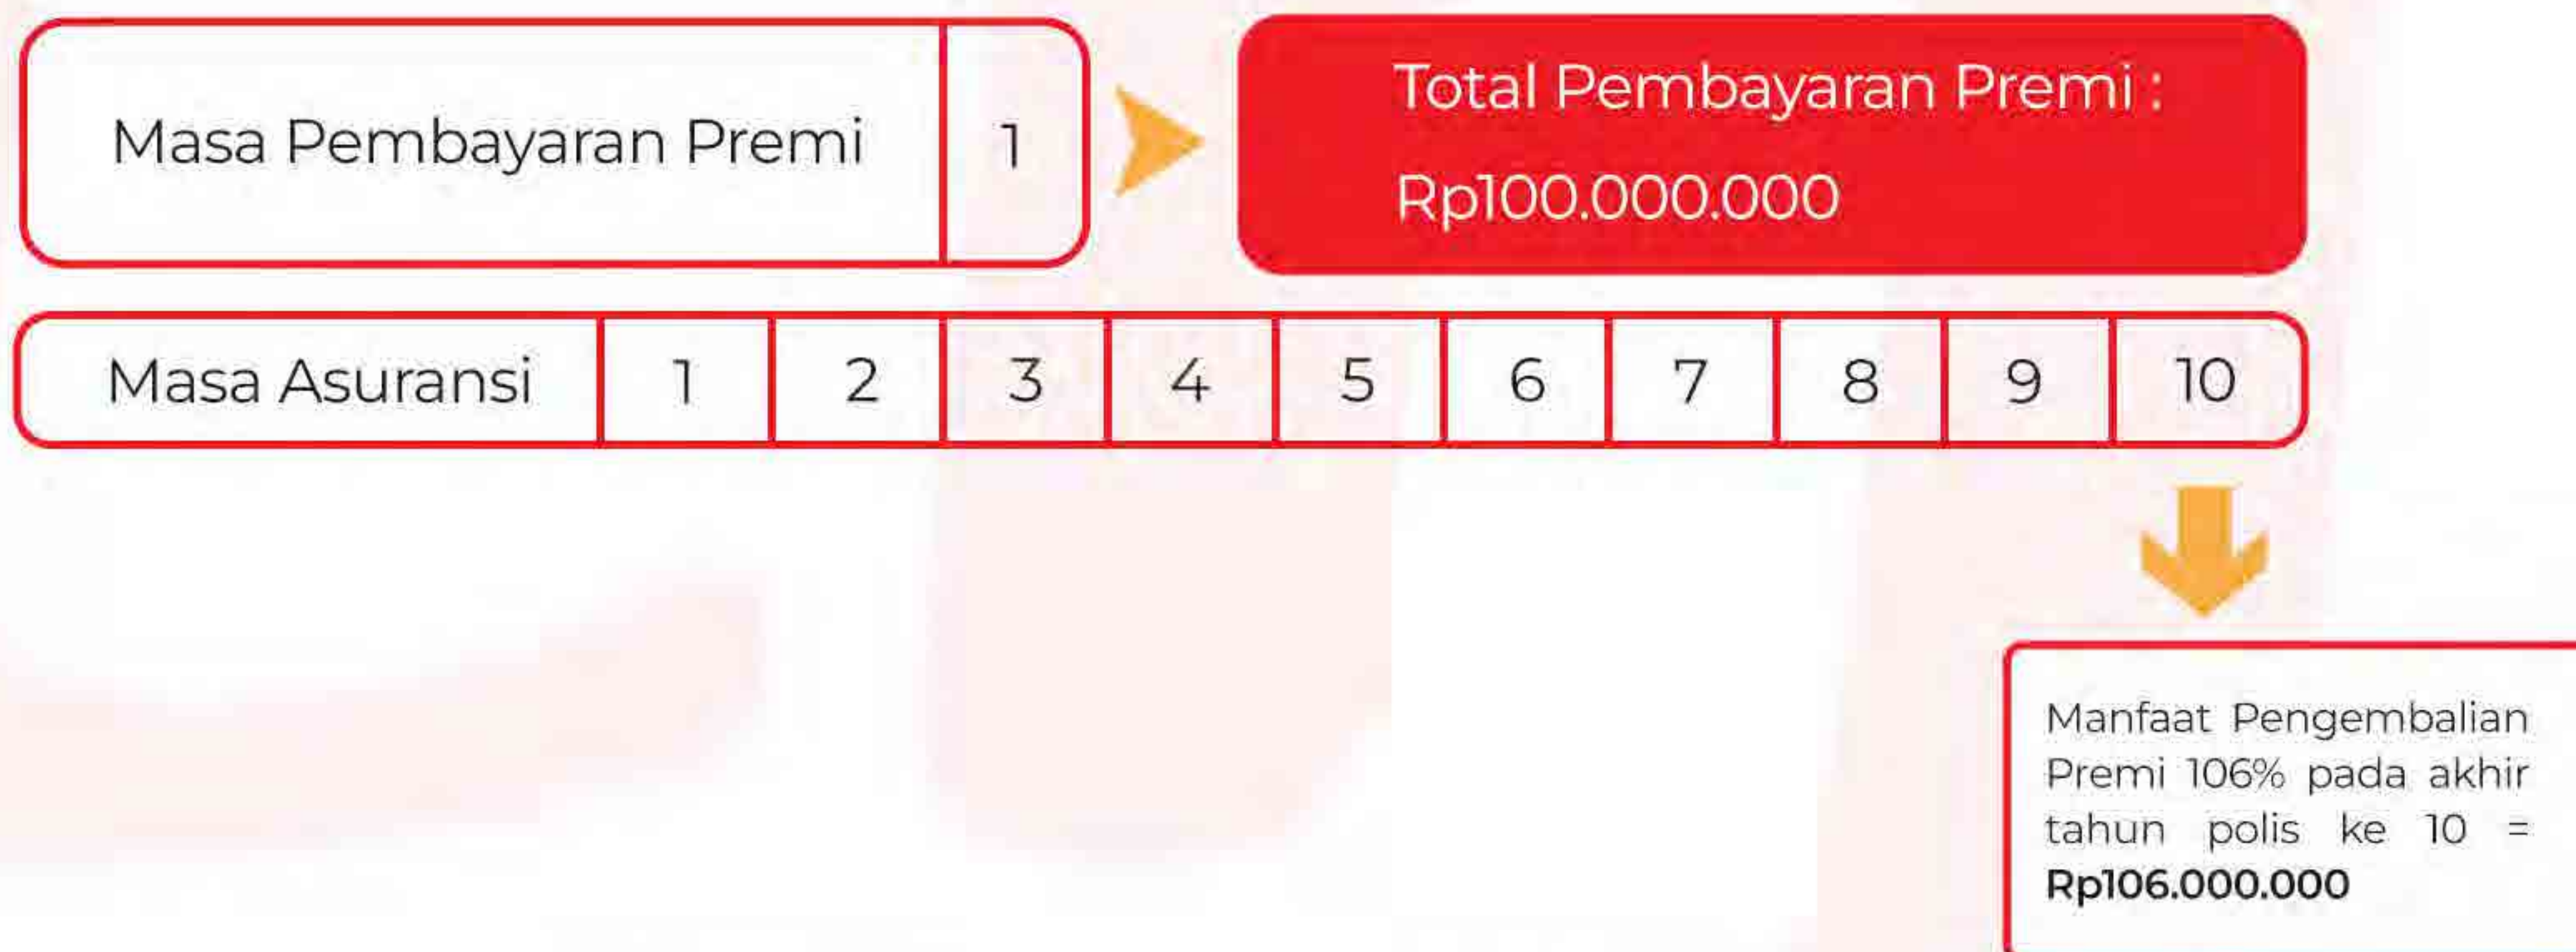 Masa Pembayaran Premi 1
Total Pembayaran Premi :
Rp100.000.000
Masa Asuransi 1 2 3 4 5 6 7 8 9 10
Manfaat Pengembalian
Premi 106% pada akhir
tahun polis ke 10 =
Rp106.000.000